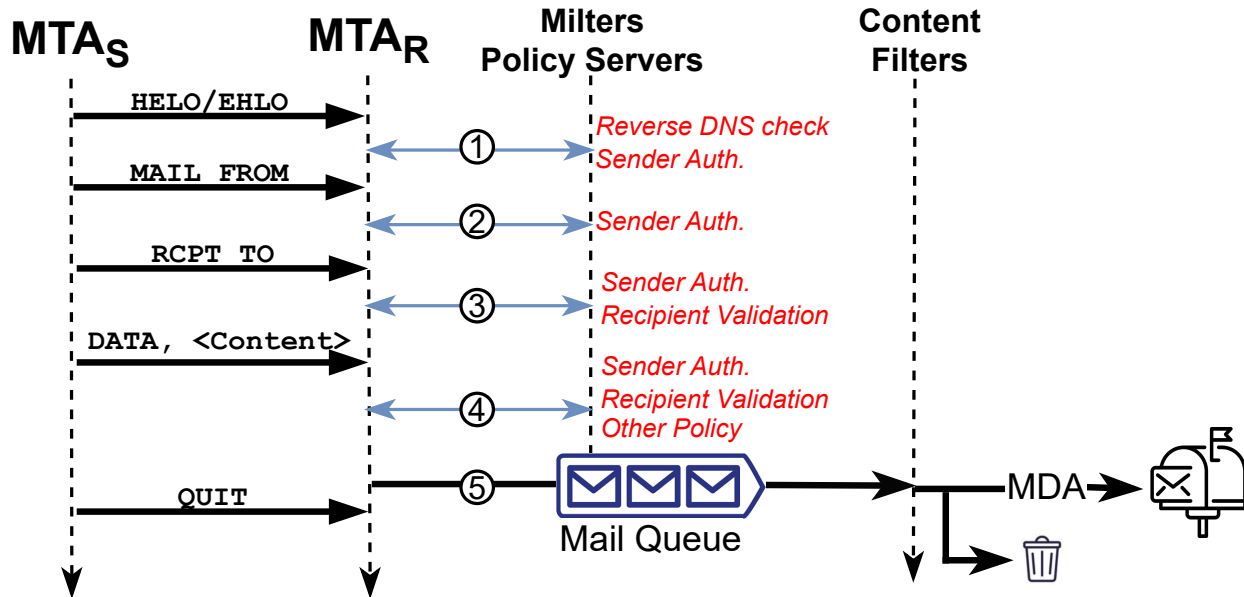 MTAS
MTAR
Milters
Policy Servers
Content
Filters
HELO/EHLO
1
Reverse DNS check
Sender Auth.
MAIL FROM
2
Sender Auth.
RCPT TO
3
Sender Auth.
Recipient Validation
DATA, <Content>
4
Sender Auth.
Recipient Validation
Other Policy
5
QUIT
Mail Queue
MDA